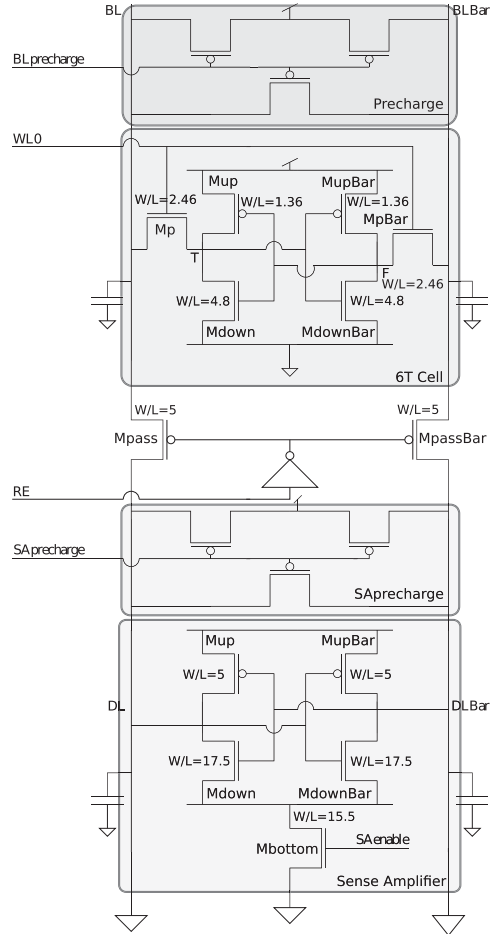 BL
BLBar
BLprecharge
Precharge
WL0
Mup
MupBar
W/L=2.46
W/L=1.36
W/L=1.36
Mp
MpBar
T
F
W/L=2.46
W/L=4.8
W/L=4.8
Mdown
MdownBar
6T Cell
W/L=5
W/L=5
Mpass
MpassBar
RE
SAprecharge
SAprecharge
Mup
MupBar
W/L=5
W/L=5
DL
DLBar
W/L=17.5
W/L=17.5
Mdown
MdownBar
W/L=15.5
SAenable
Mbottom
Sense Amplifier